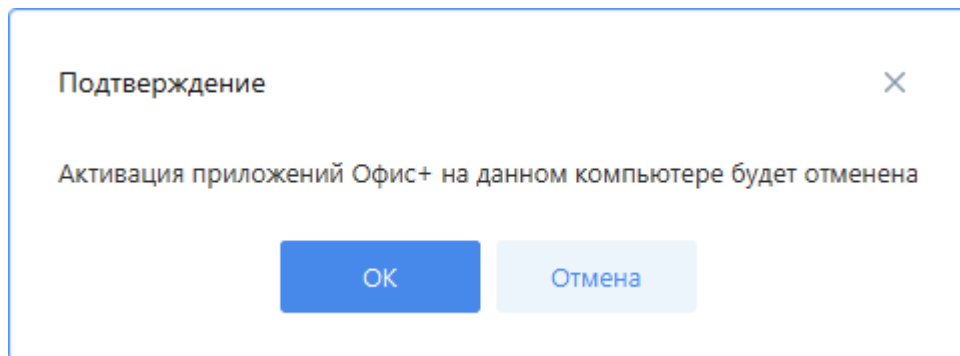 Подтверждение
Активация приложений Офис+ на данном компьютере будет отменена
ОК
Отмена